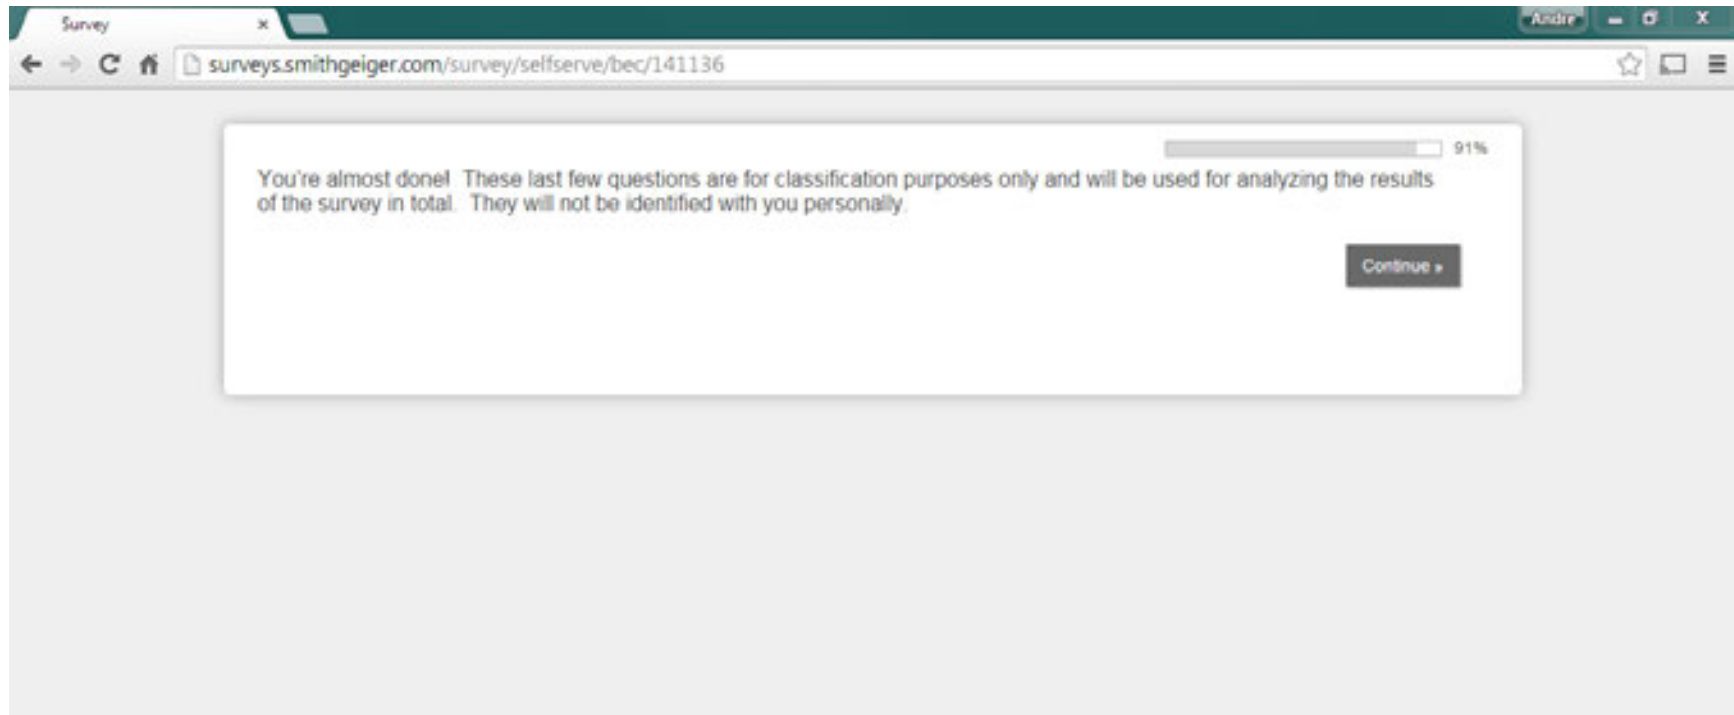 Survey
Andre
surveys.smithgeiger.com/survey/selfserve/bec/141136
91%
You're almost done! These last few questions are for classification purposes only and will be used for analyzing the results
of the survey in total. They will not be identified with you personally.
Continue »